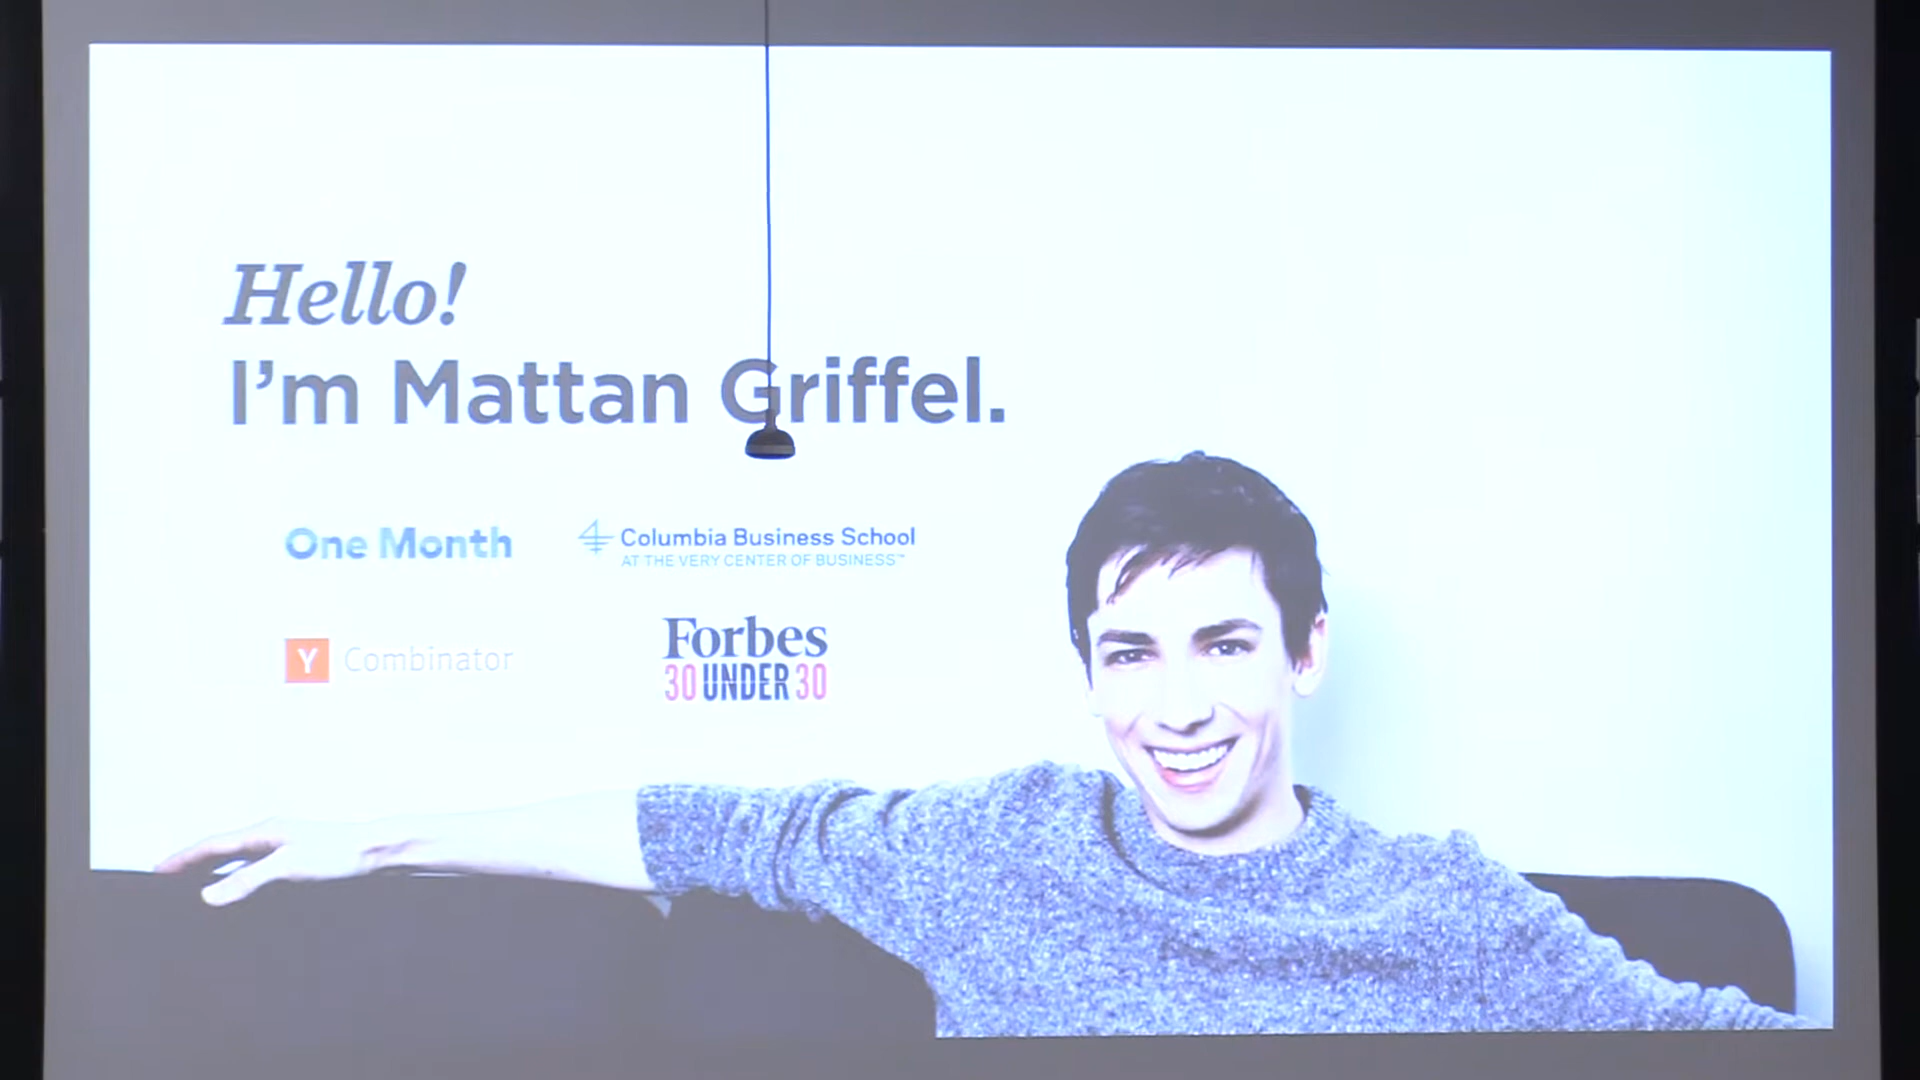 Hello!
I'm Mattan Griffel.
One Month
Columbia Business School
AT THE VERY CENTER OF BUSINESS™
Y Combinator
Forbes
30 UNDER 30